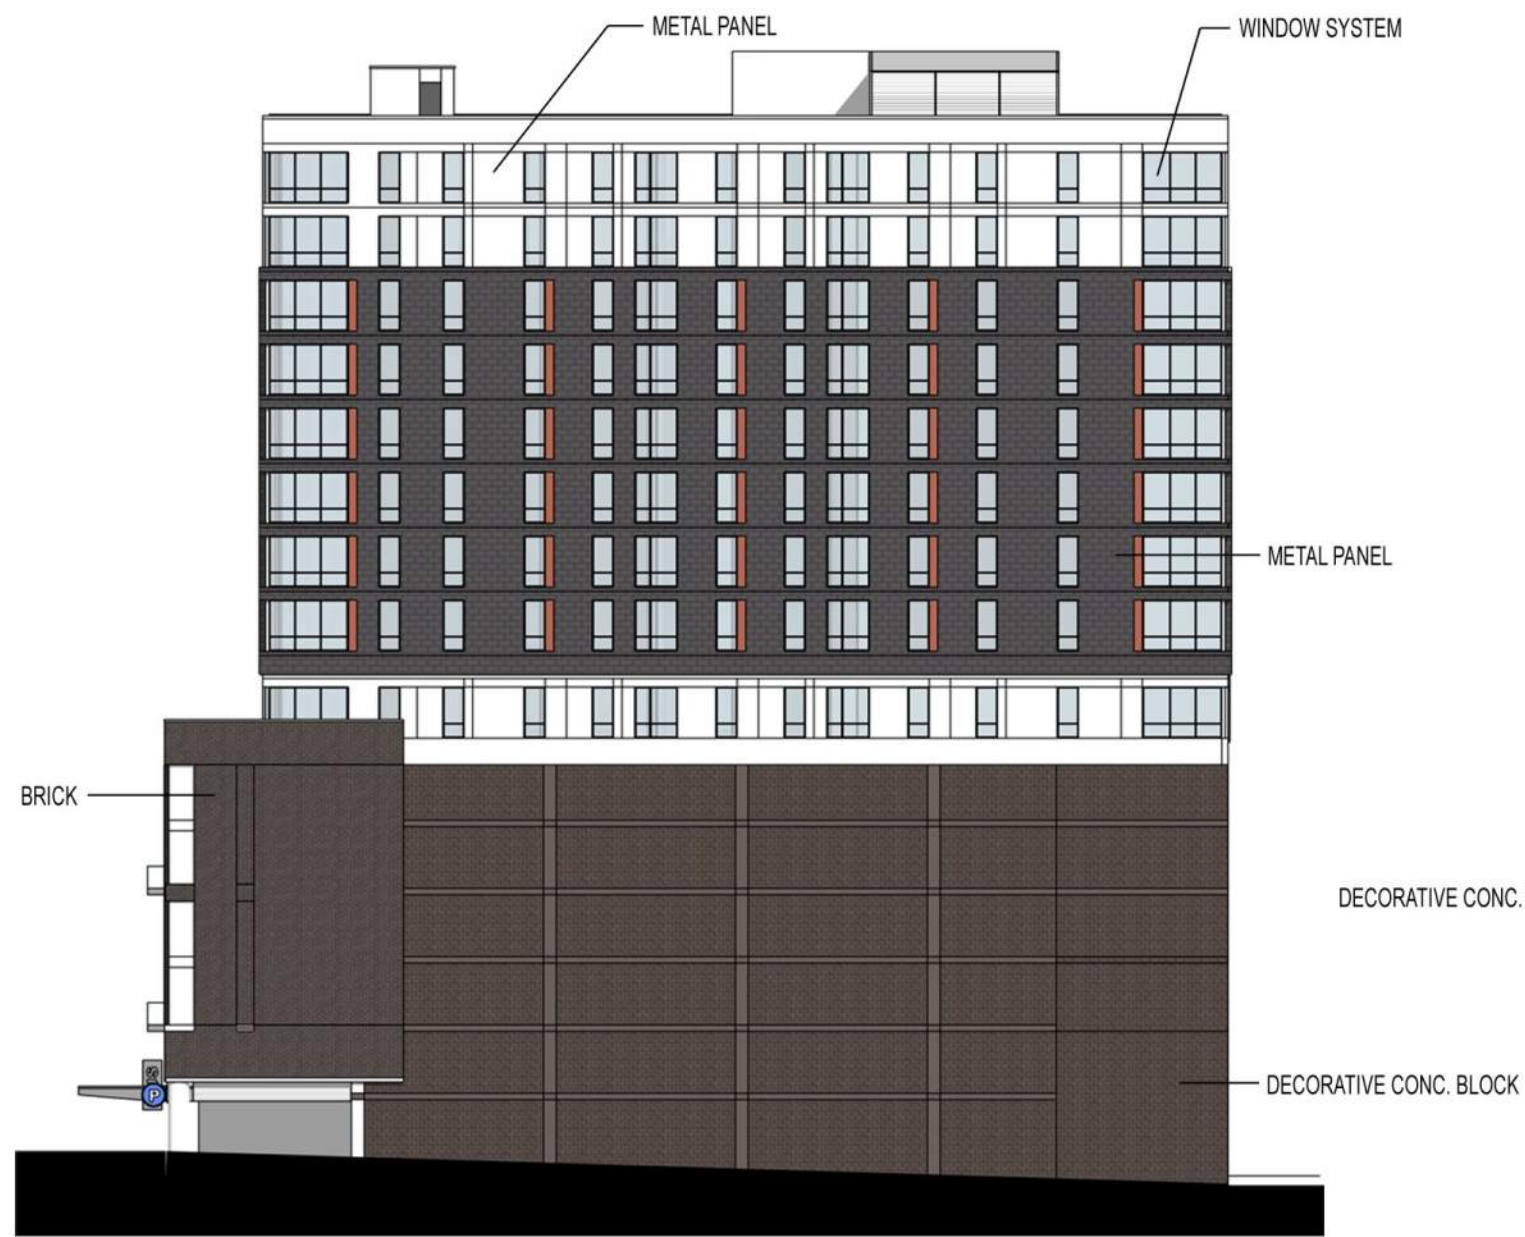 METAL PANEL
WINDOW SYSTEM
METAL PANEL
BRICK
DECORATIVE CONC.
DECORATIVE CONC. BLOCK
P